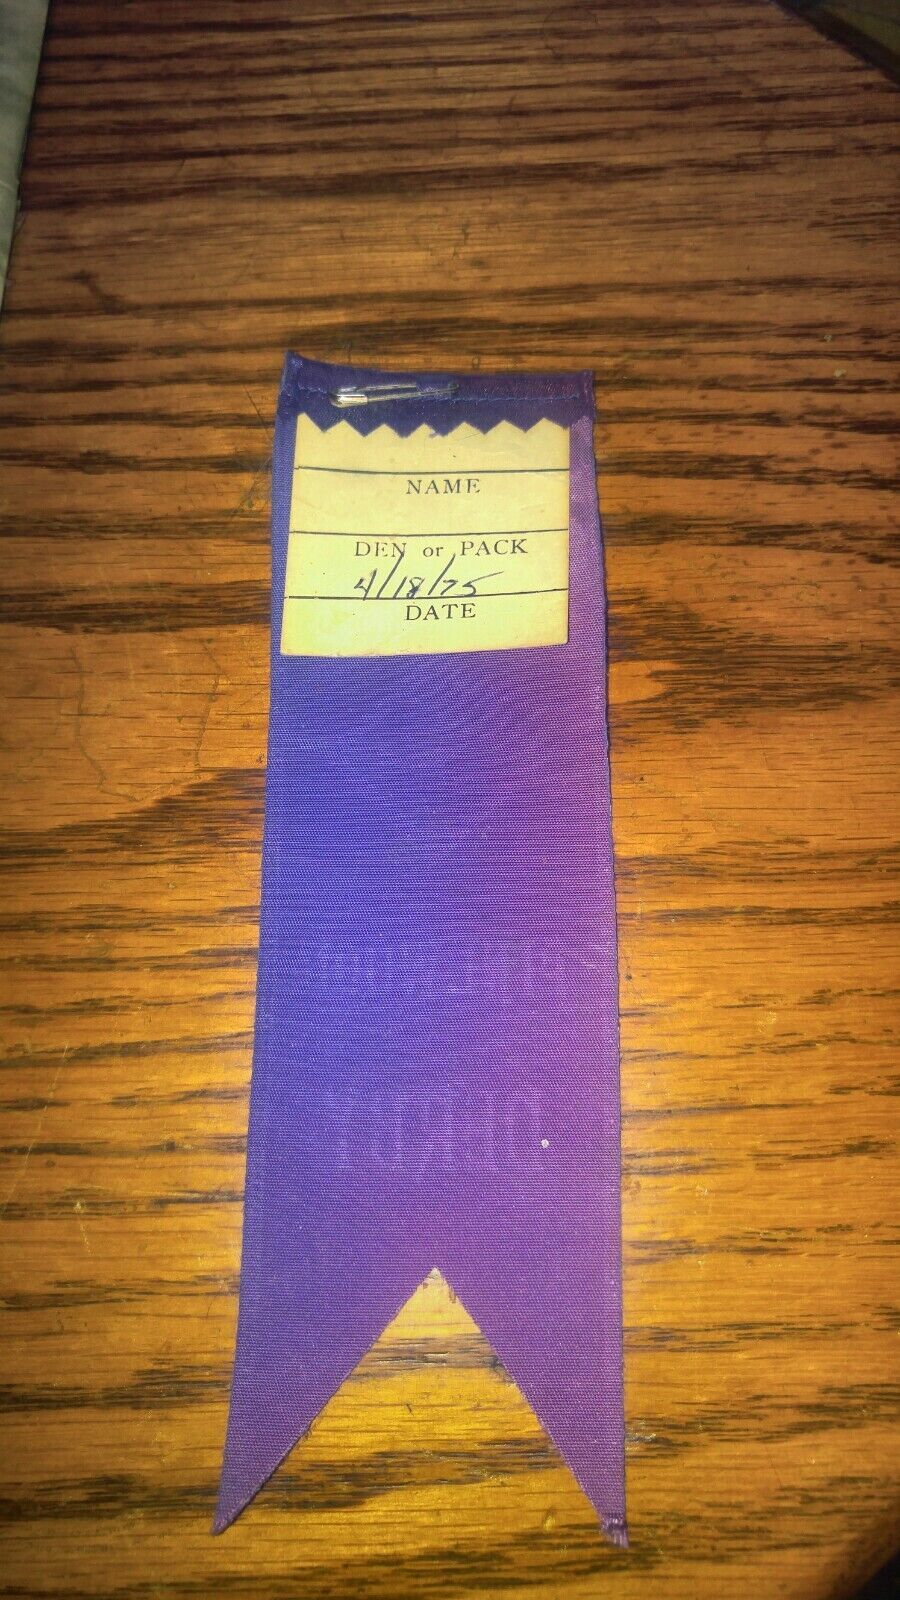 NAME
DEN or PACK
4/18/75
DATE